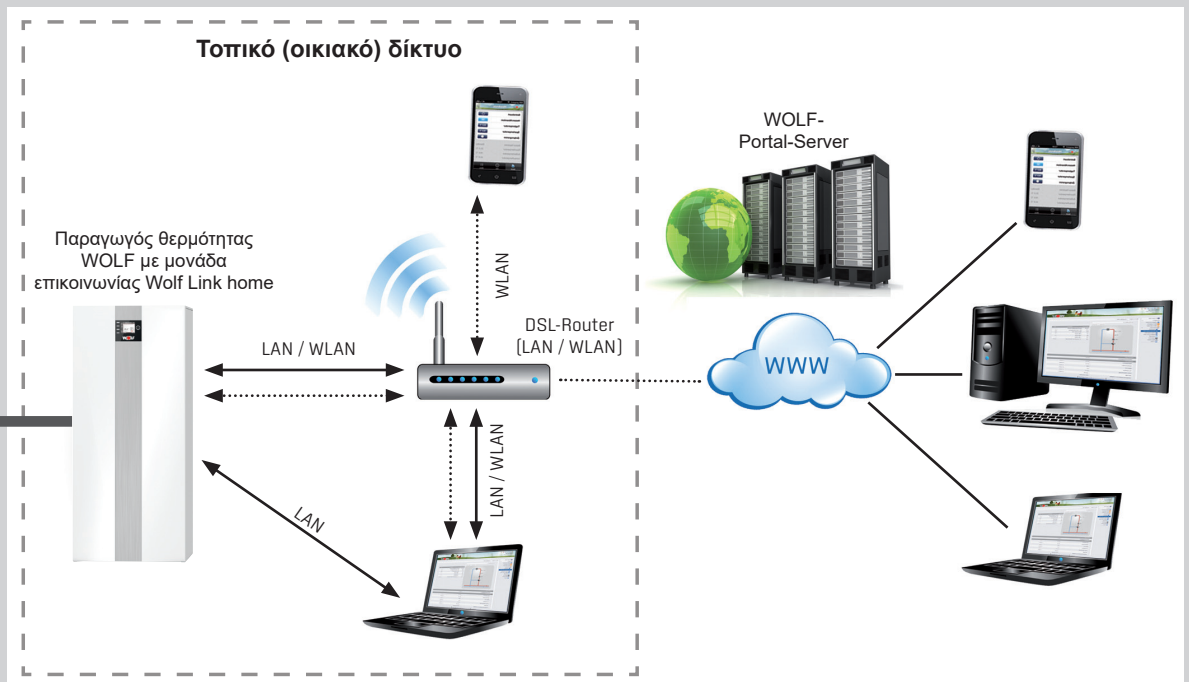 Τοπικό (οικιακό) δίκτυο
WOLF-
Portal-Server
Παραγωγός θερμότητας
WOLF με μονάδα
επικοινωνίας Wolf Link home
WLAN
DSL-Router
(LAN / WLAN)
LAN / WLAN
WWW
WOLF
LAN / WLAN
LAN